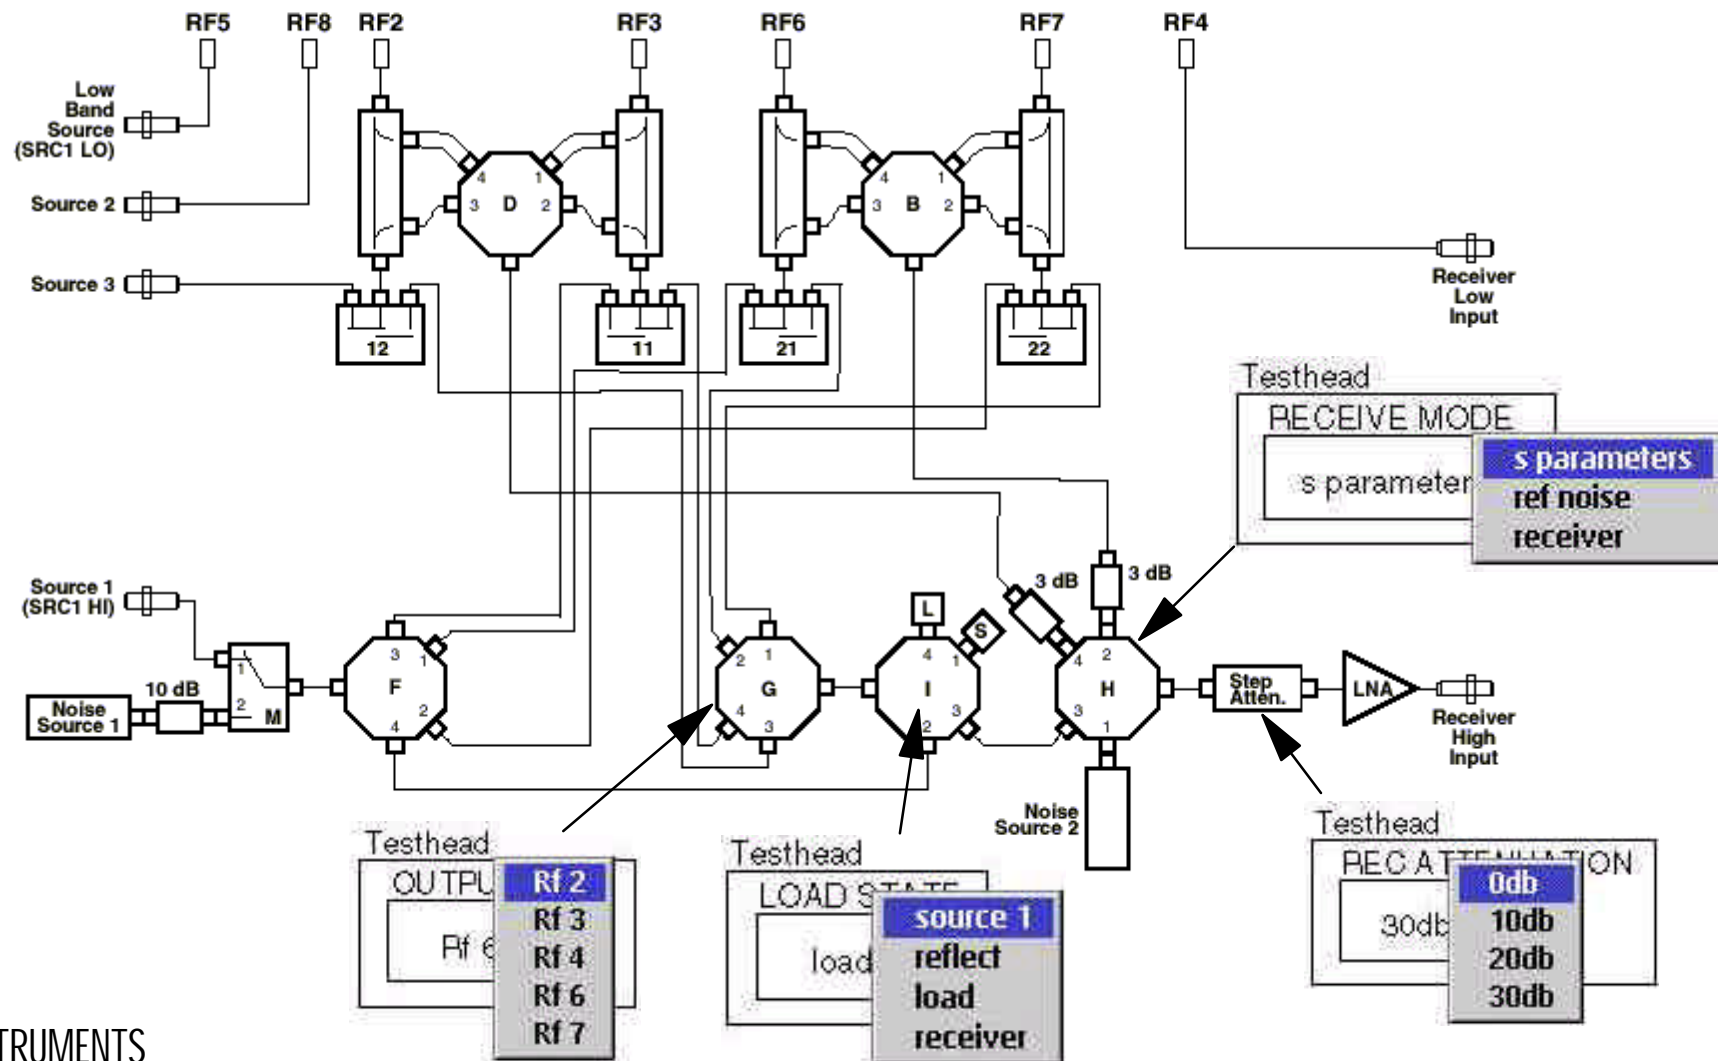 RF5 RF8 RF2 RF3 RF6 RF7 RF4
Low
Band
Source
(SRC1 LO)
4 1
3 D 2
4 1
3 B 2
Source 2
Source 3
Receiver
Low
Input
12 11 21 22
Testhead
RECEIVE MODE
s parameter
s parameters
ref noise
receiver
Source 1
(SRC1 HI)
3 dB 3 dB
L
S
1
2
M
10 dB
Noise
Source 1
3 1
F
4 2
2 1
G
4 3
4 1
I
2 3
4 2
H
3 1
Step
Atten.
LNA
Receiver
High
Input
Noise
Source 2
Testhead
OUTPU
Rf 6
Rf 2
Rf 3
Rf 4
Rf 6
Rf 7
Testhead
LOAD STATE
load
source 1
reflect
load
receiver
Testhead
REC ATTENUATION
30db
0db
10db
20db
30db
TRUMENTS